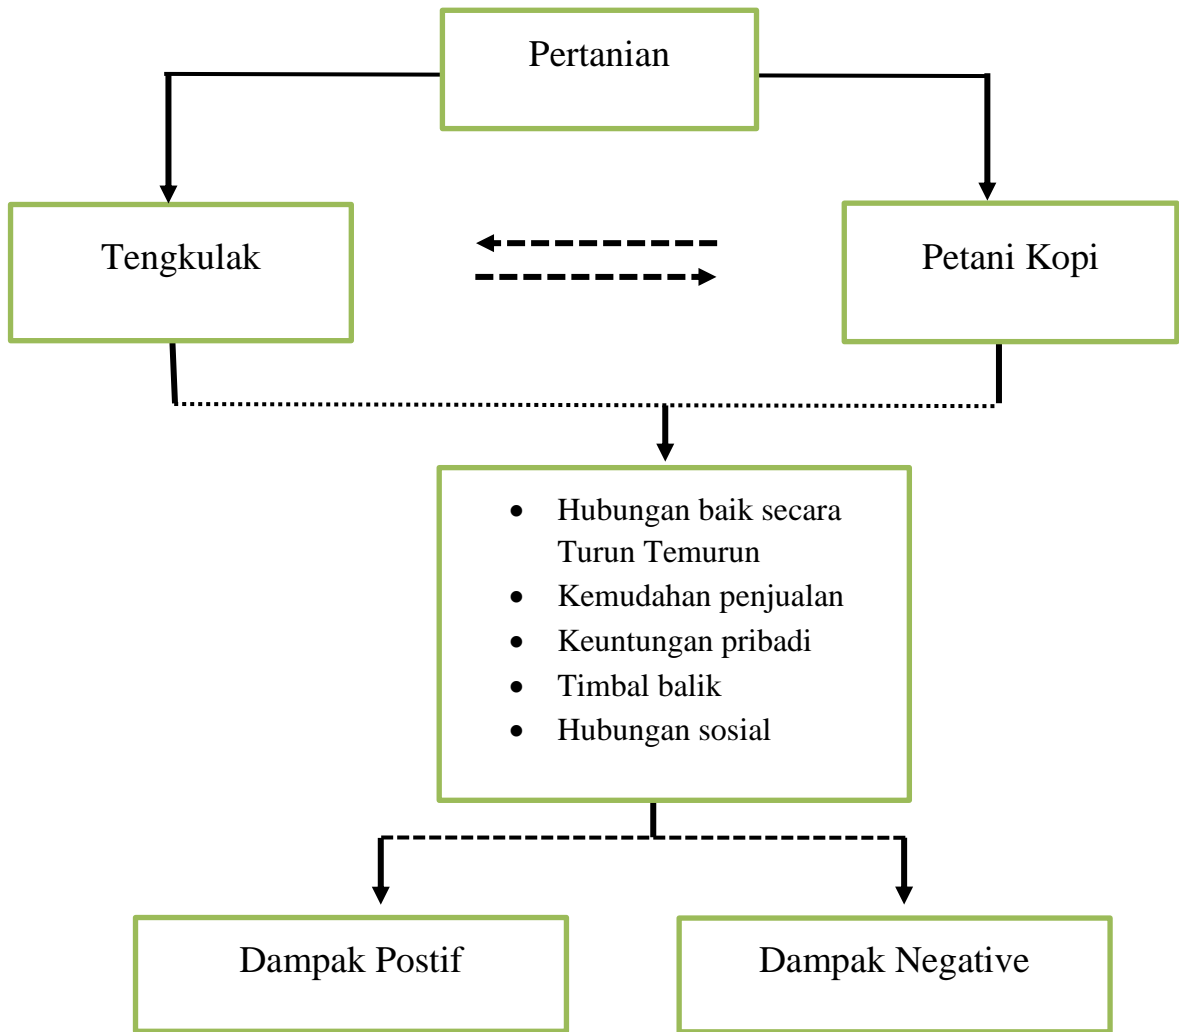 Pertanian
Tengkulak
Petani Kopi
• Hubungan baik secara
Turun Temurun
• Kemudahan penjualan
• Keuntungan pribadi
• Timbal balik
• Hubungan sosial
Dampak Postif
Dampak Negative